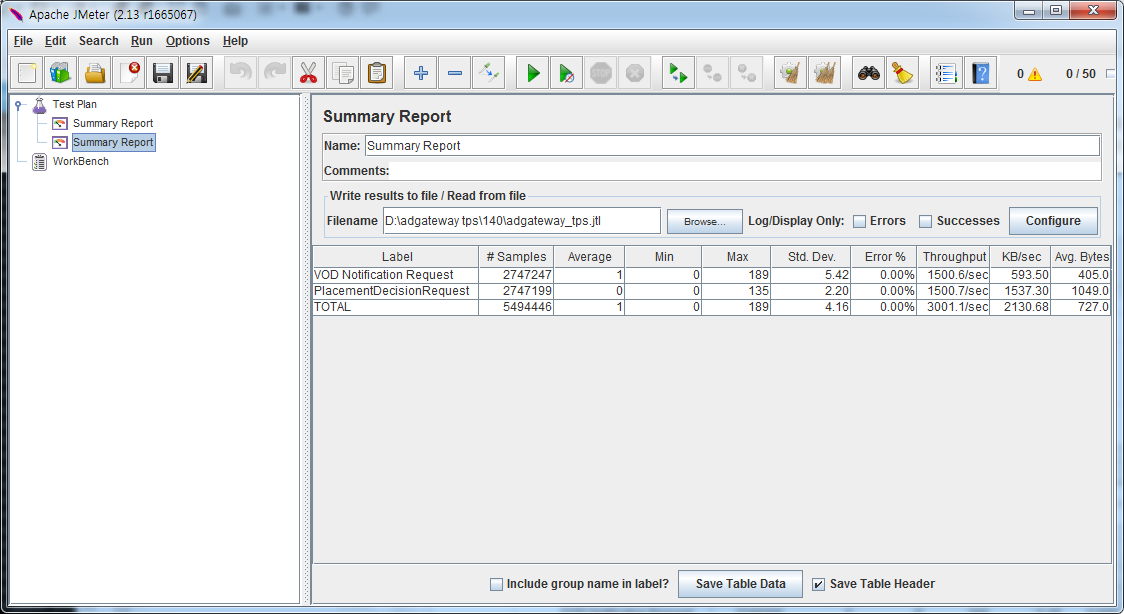 Apache JMeter (2.13 r1665067)
File Edit Search Run Options Help
STOP 0 0 / 50
Test Plan
Summary Report
Summary Report
WorkBench
Summary Report
Name: Summary Report
Comments:
Write results to file / Read from file
Filename D:\adgateway tps\140\adgateway_tps.jtl Browse... Log/Display Only: Errors Successes Configure
Label # Samples Average Min Max Std. Dev. Error % Throughput KB/sec Avg. Bytes
VOD Notification Request 2747247 1 0 189 5.42 0.00% 1500.6/sec 593.50 405.0
PlacementDecisionRequest 2747199 0 0 135 2.20 0.00% 1500.7/sec 1537.30 1049.0
TOTAL 5494446 1 0 189 4.16 0.00% 3001.1/sec 2130.68 727.0
Include group name in label? Save Table Data Save Table Header